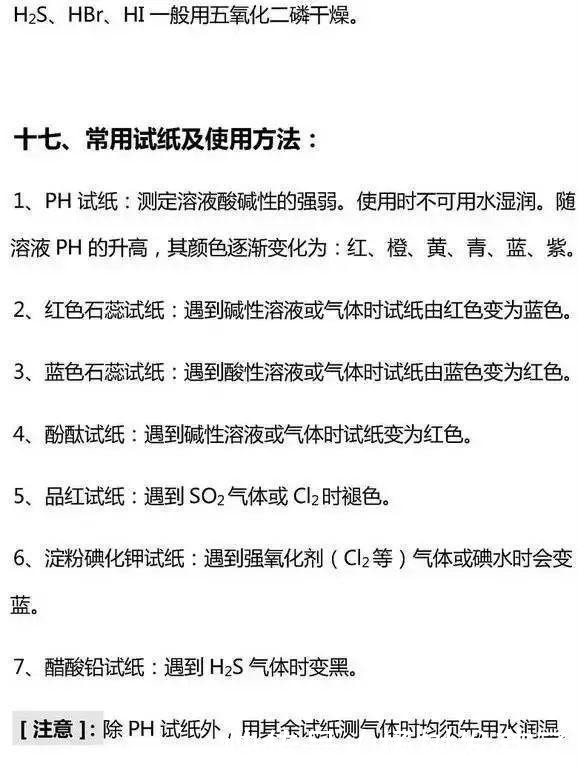 H₂S、HBr、HI 一般用五氧化二磷干燥。
十七、常用试纸及使用方法：
1、PH 试纸：测定溶液酸碱性的强弱。使用时不可用水湿润。随
溶液 PH 的升高，其颜色逐渐变化为：红、橙、黄、青、蓝、紫。
2、红色石蕊试纸：遇到碱性溶液或气体时试纸由红色变为蓝色。
3、蓝色石蕊试纸：遇到酸性溶液或气体时试纸由蓝色变为红色。
4、酚酞试纸：遇到碱性溶液或气体时试纸变为红色。
5、品红试纸：遇到 SO₂ 气体或 Cl₂ 时褪色。
6、淀粉碘化钾试纸：遇到强氧化剂（Cl₂ 等）气体或碘水时会变
蓝。
7、醋酸铅试纸：遇到 H₂S 气体时变黑。
[ 注意 ]：除 PH 试纸外，用其余试纸测气体时均须先用水润湿